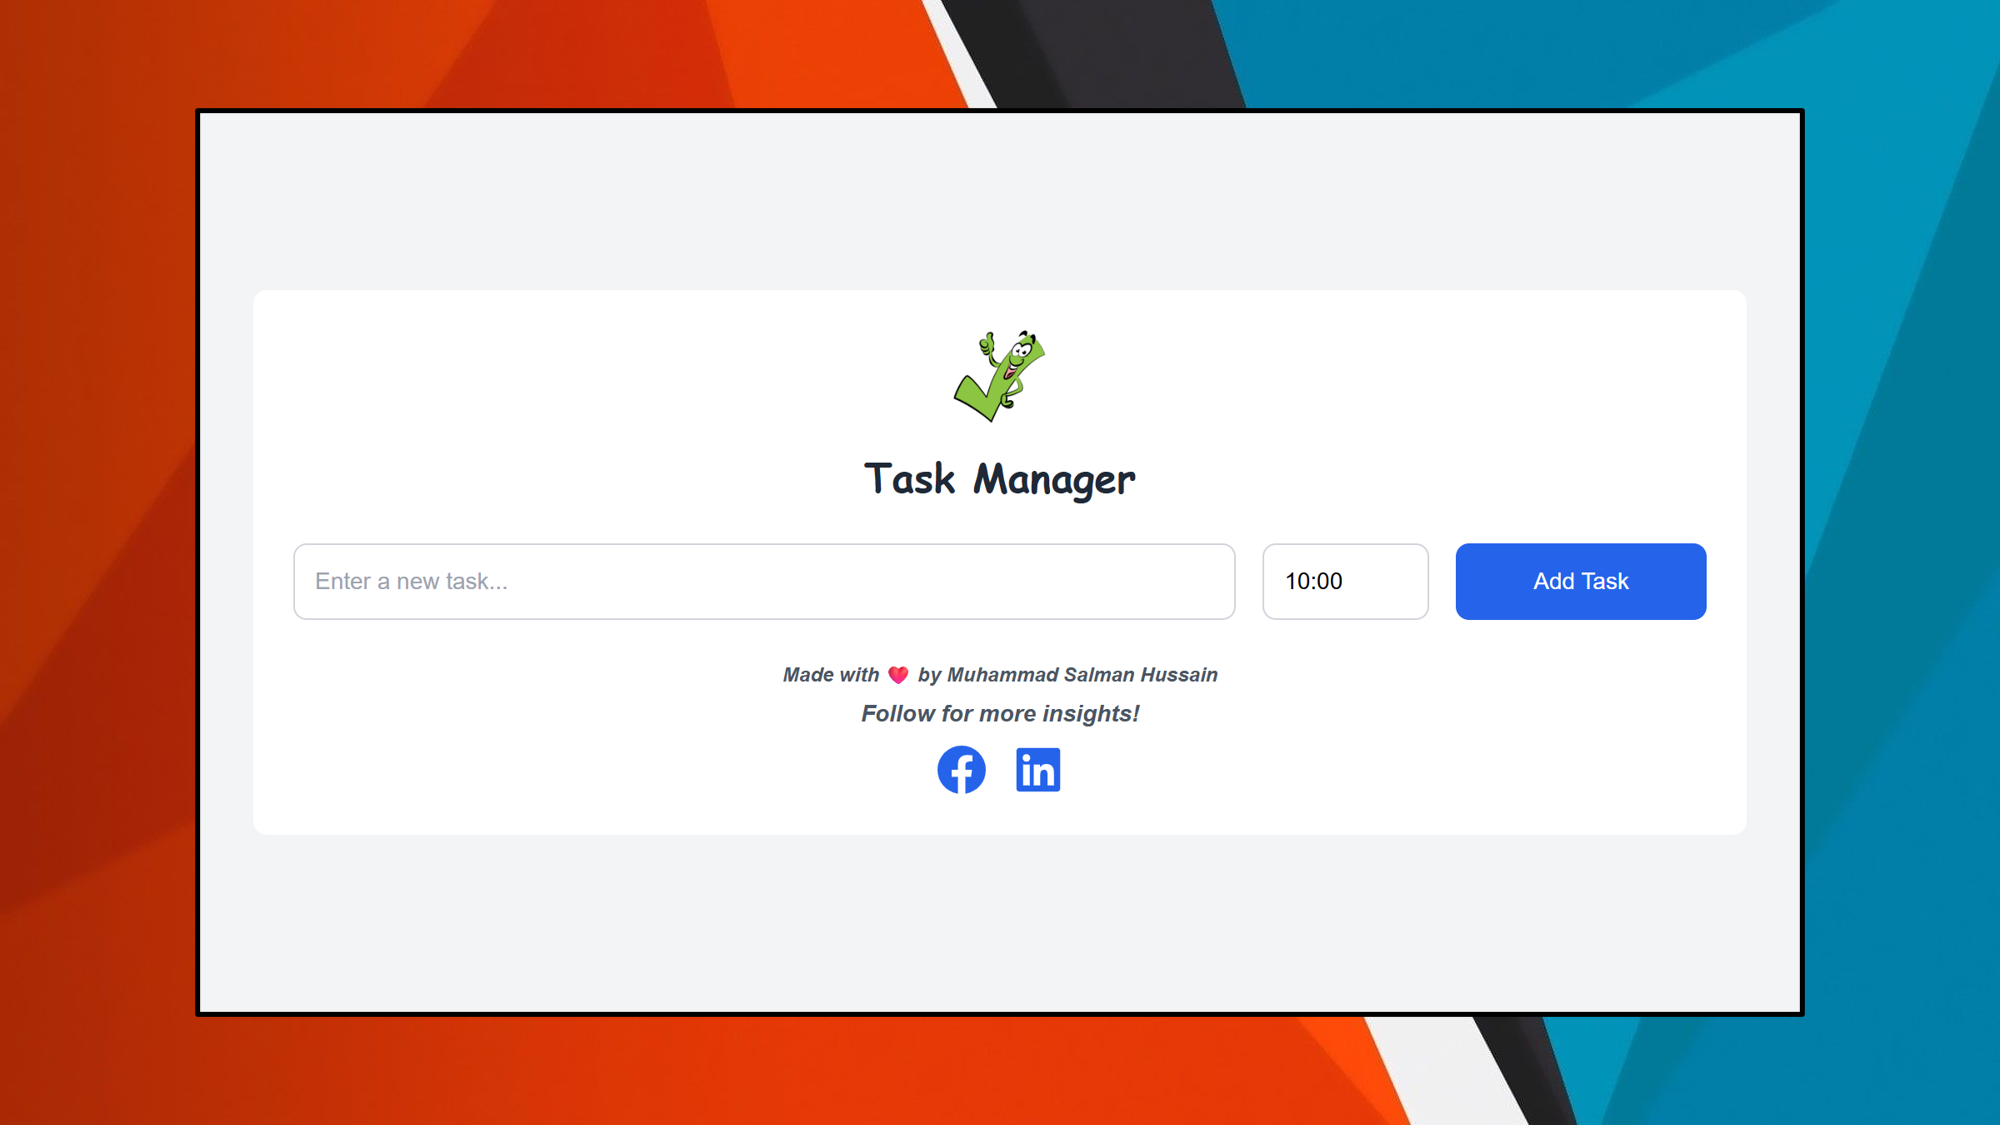 Task Manager
Enter a new task...
10:00
Add Task
Made with ❤️ by Muhammad Salman Hussain
Follow for more insights!
f
in